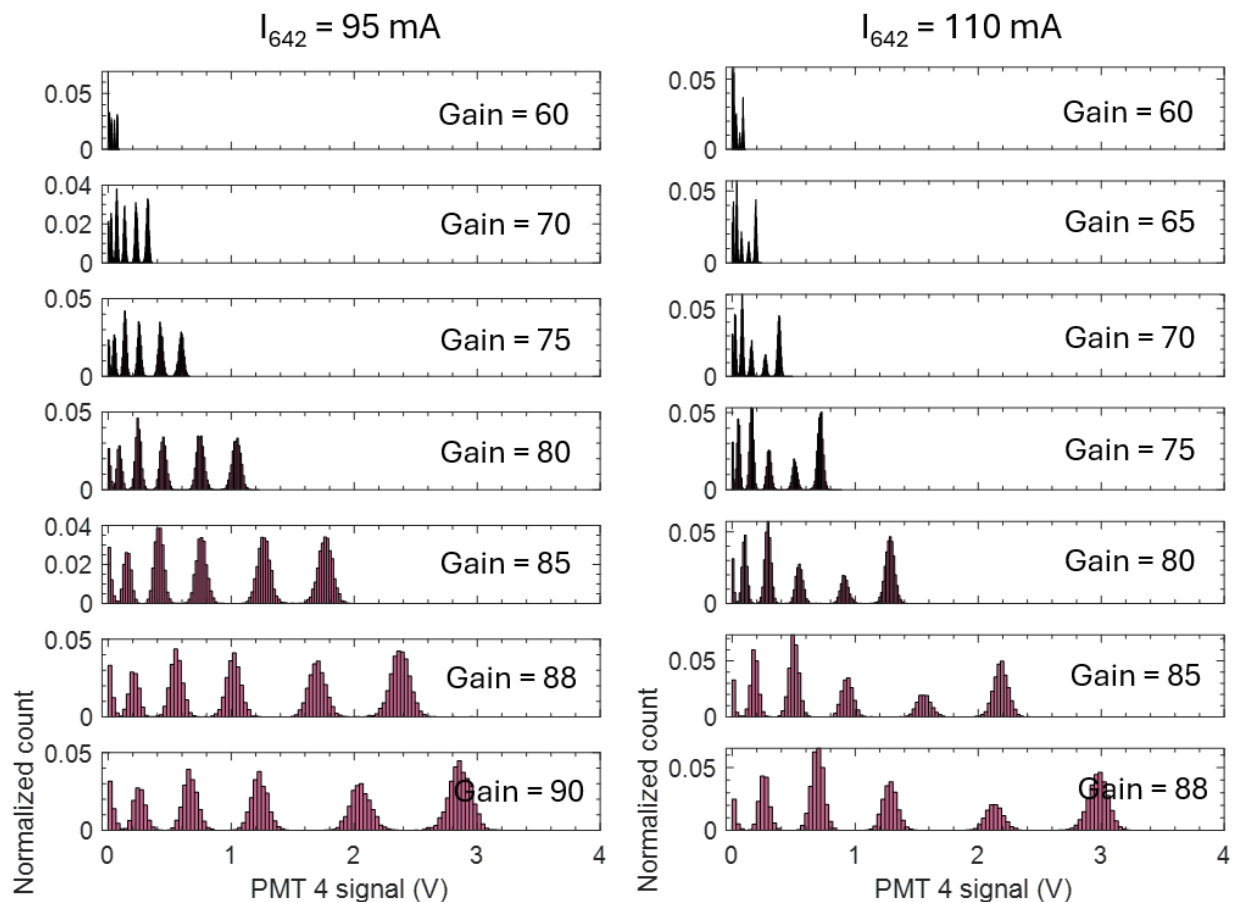 I642 = 95 mA
0.05
0
Gain = 60
0.04
0.02
0
Gain = 70
0.05
0
Gain = 75
0.05
0
Gain = 80
0.04
0.02
0
Gain = 85
0.05
0
Gain = 88
0.05
0
Gain = 90
0 1 2 3 4
PMT 4 signal (V)
Normalized count
I642 = 110 mA
0.05
0
Gain = 60
0.05
0
Gain = 65
0.05
0
Gain = 70
0.05
0
Gain = 75
0.05
0
Gain = 80
0.05
0
Gain = 85
0.05
0
Gain = 88
0 1 2 3 4
PMT 4 signal (V)
Normalized count